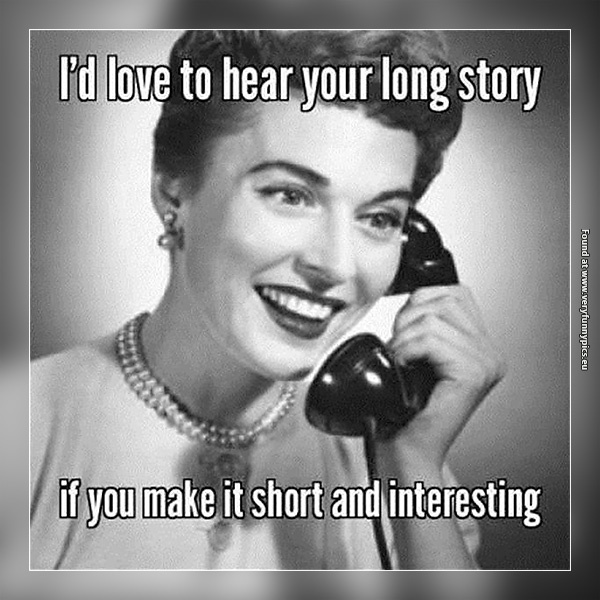 I'd love to hear your long story
if you make it short and interesting
Found at www.veryfunnypics.eu